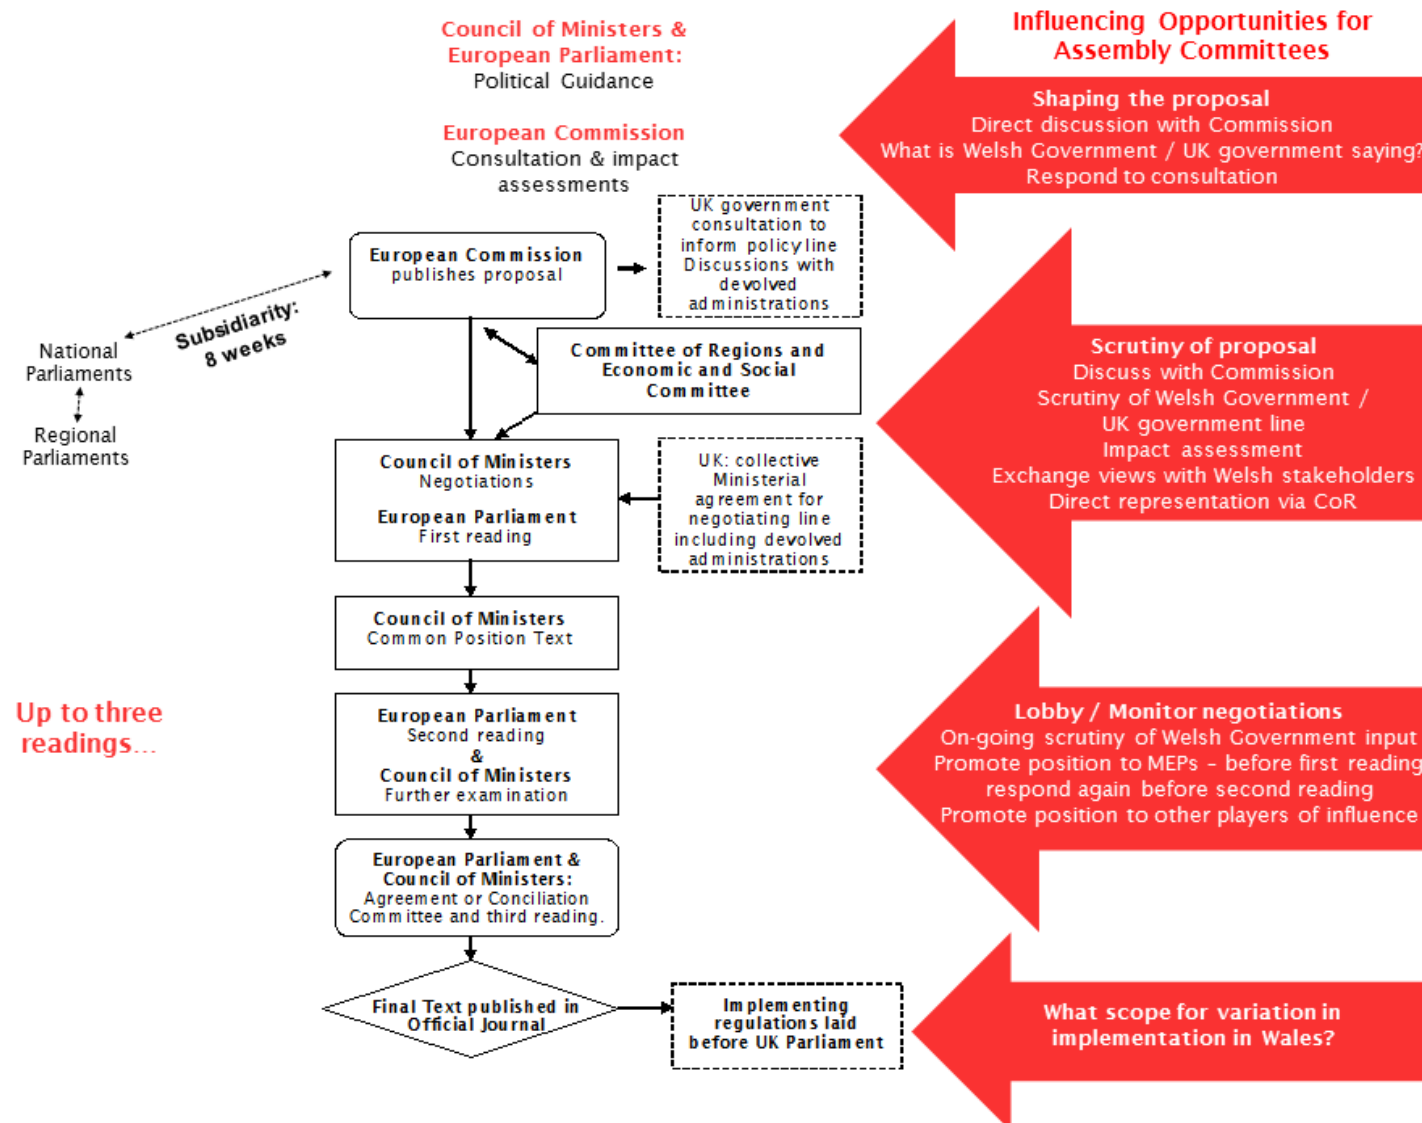 Council of Ministers &
European Parliament:
Political Guidance
European Commission
Consultation & impact
assessments
Influencing Opportunities for
Assembly Committees
Shaping the proposal
Direct discussion with Commission
What is Welsh Government / UK government saying?
Respond to consultation
UK government
consultation to
inform policy line
Discussions with
devolved
administrations
European Commission
publishes proposal
Subsidiarity:
8 weeks
National
Parliaments
Regional
Parliaments
Committee of Regions and
Economic and Social
Committee
Scrutiny of proposal
Discuss with Commission
Scrutiny of Welsh Government /
UK government line
Impact assessment
Exchange views with Welsh stakeholders
Direct representation via CoR
Council of Ministers
Negotiations
European Parliament
First reading
UK: collective
Ministerial
agreement for
negotiating line
including devolved
administrations
Council of Ministers
Common Position Text
Up to three
readings...
European Parliament
Second reading
&
Council of Ministers
Further examination
Lobby / Monitor negotiations
On-going scrutiny of Welsh Government input
Promote position to MEPs – before first reading
respond again before second reading
Promote position to other players of influence
European Parliament &
Council of Ministers:
Agreement or Conciliation
Committee and third reading.
Final Text published in
Official Journal
Implementing
regulations laid
before UK Parliament
What scope for variation in
implementation in Wales?